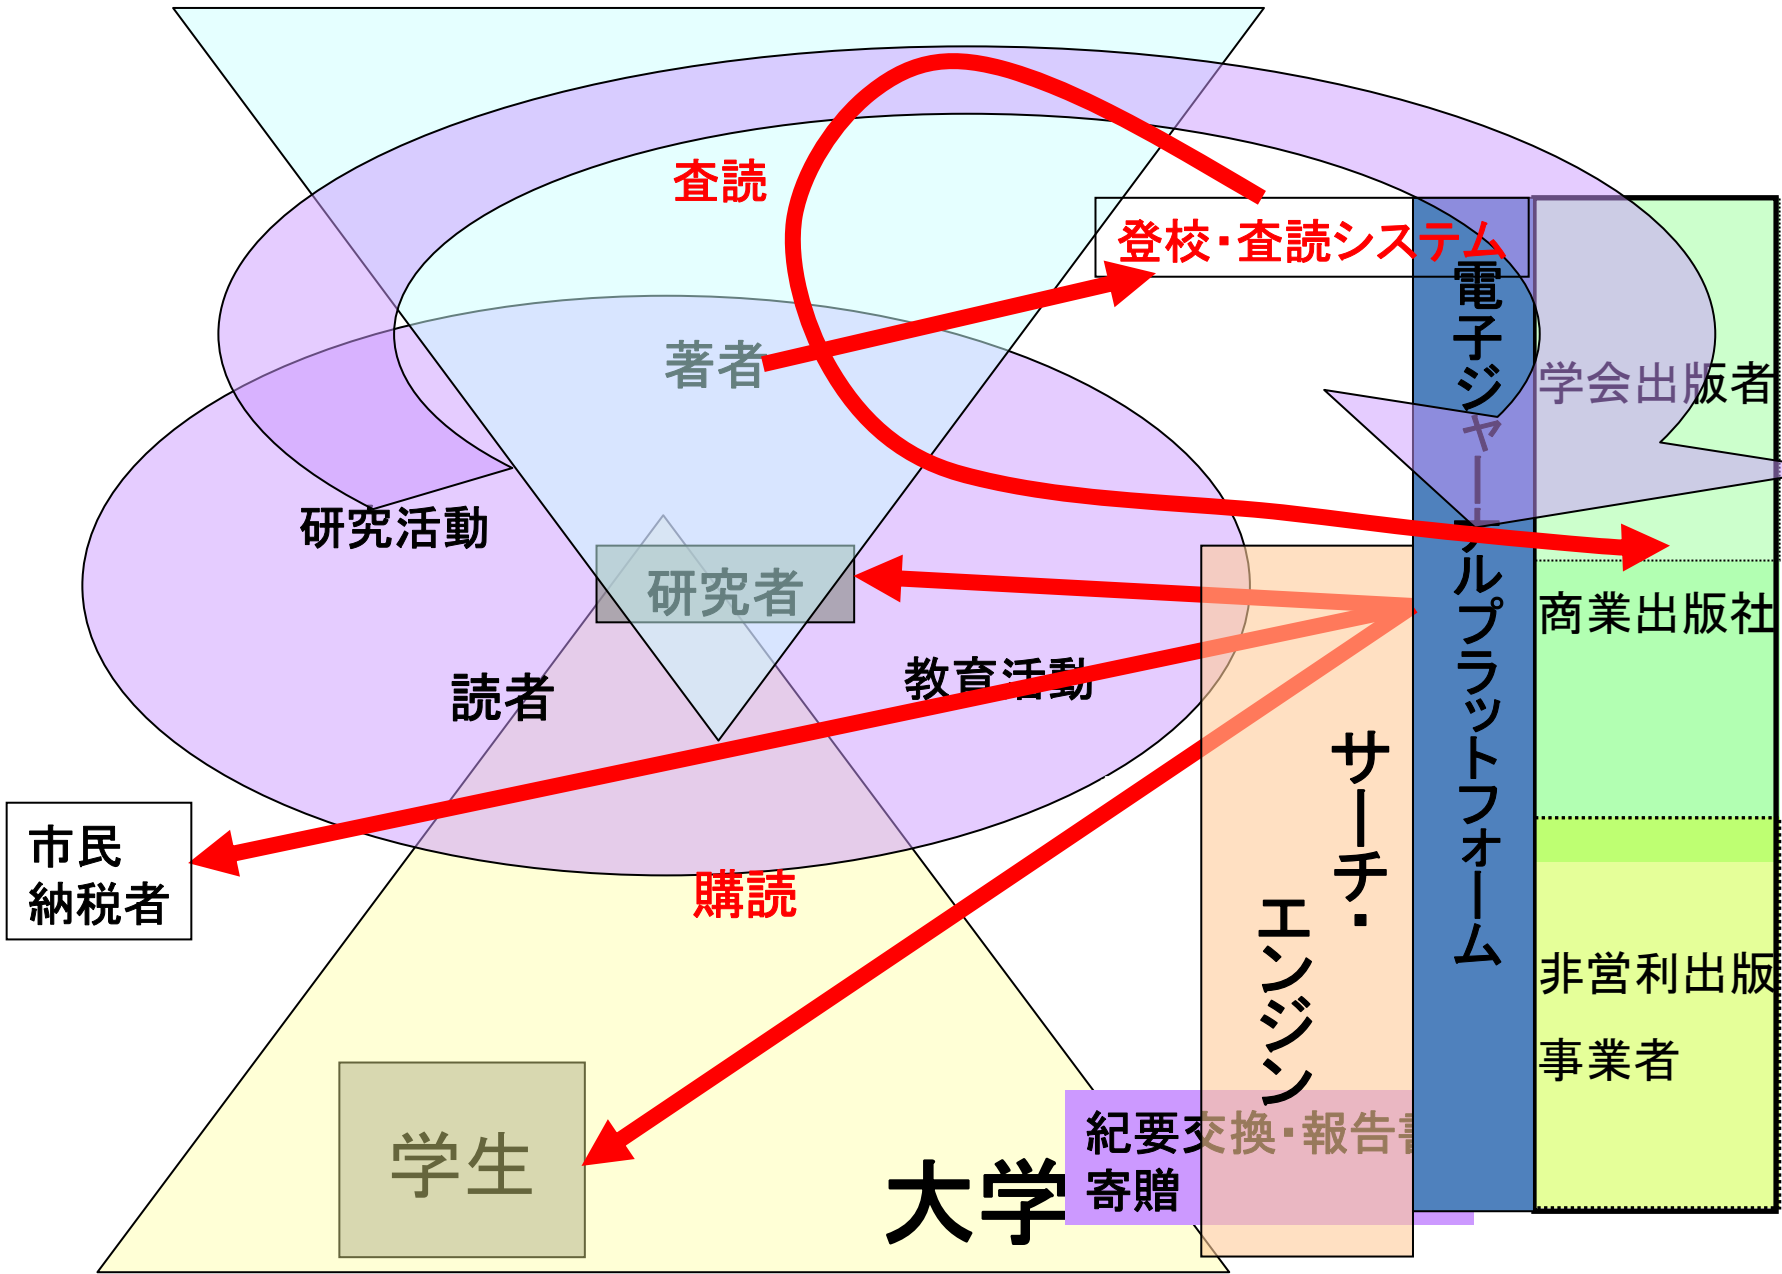 査読
登校・査読システム
著者
学会出版者
研究活動
研究者
商業出版社
教育活動
読者
電子ジャーナルプラットフォーム
サーチ・
エンジン
市民
納税者
購読
非営利出版
事業者
紀要交換・報告書
寄贈
学生
大学